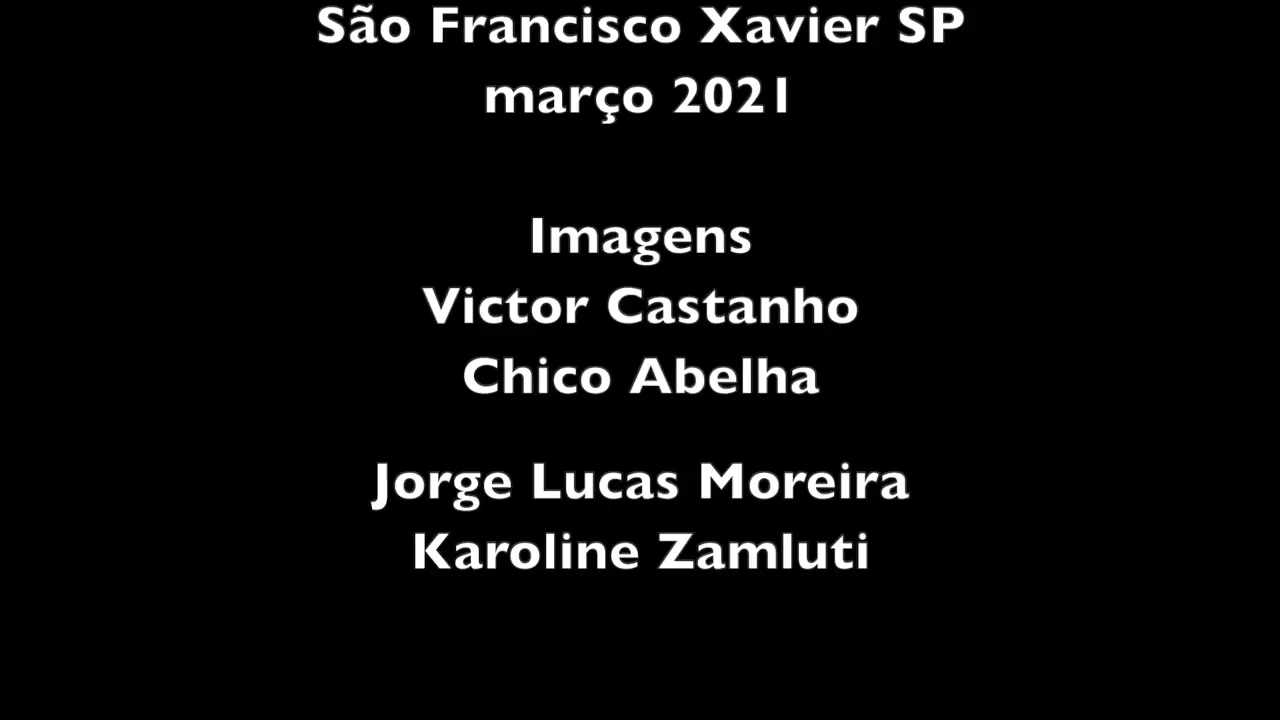 São Francisco Xavier SP
março 2021
Imagens
Victor Castanho
Chico Abelha
Jorge Lucas Moreira
Karoline Zamluti